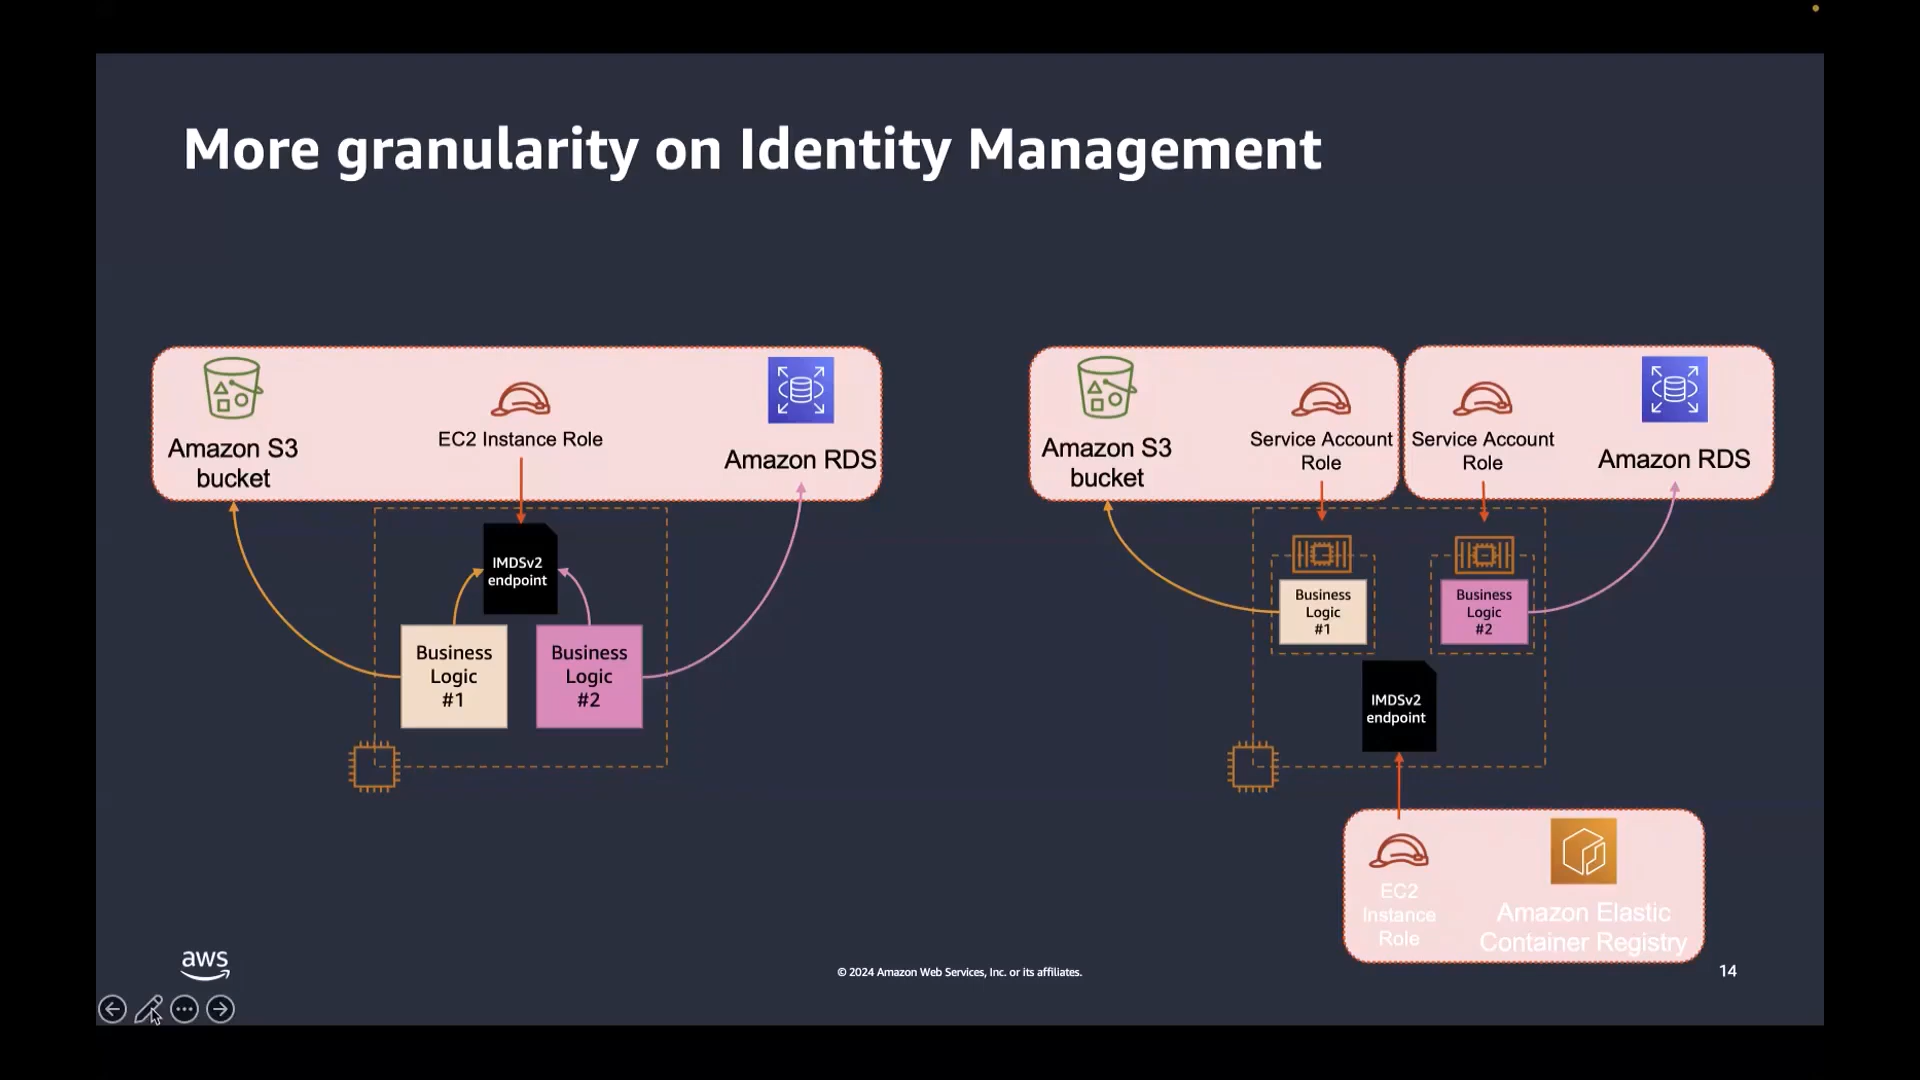 More granularity on Identity Management
Amazon S3
bucket
EC2 Instance Role
Amazon RDS
IMDSv2
endpoint
Business
Logic
#1
Business
Logic
#2
Amazon S3
bucket
Service Account
Role
Service Account
Role
Amazon RDS
Business
Logic
#1
Business
Logic
#2
IMDSv2
endpoint
EC2
Instance
Role
Amazon Elastic
Container Registry
aws
© 2024 Amazon Web Services, Inc. or its affiliates.
14